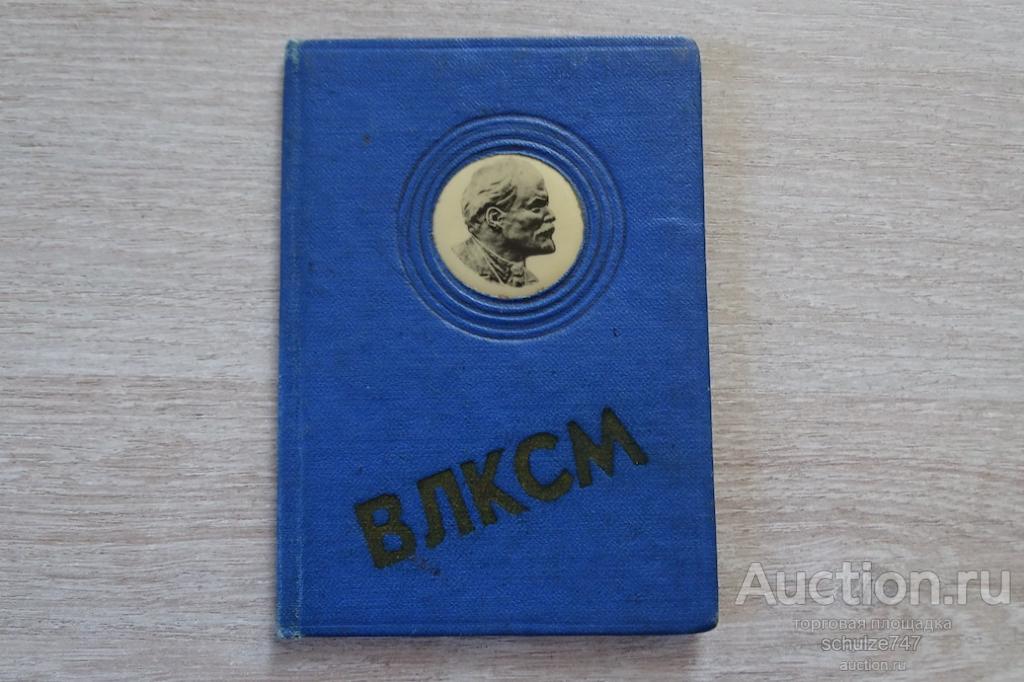 ВЛКСМ
Auction.ru
торговая площадка
schulze747
auction.ru